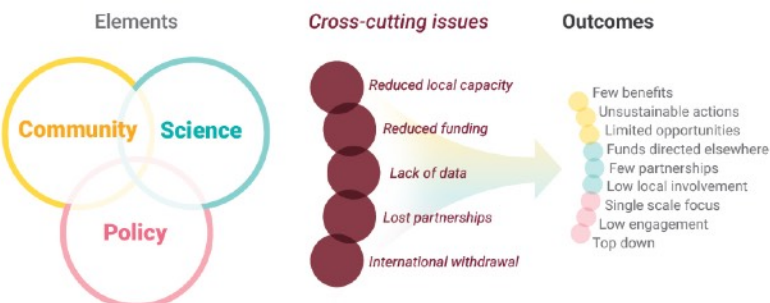 Elements
Community
Science
Policy
Cross-cutting issues
Reduced local capacity
Reduced funding
Lack of data
Lost partnerships
International withdrawal
Outcomes
Few benefits
Unsustainable actions
Limited opportunities
Funds directed elsewhere
Few partnerships
Low local involvement
Single scale focus
Low engagement
Top down